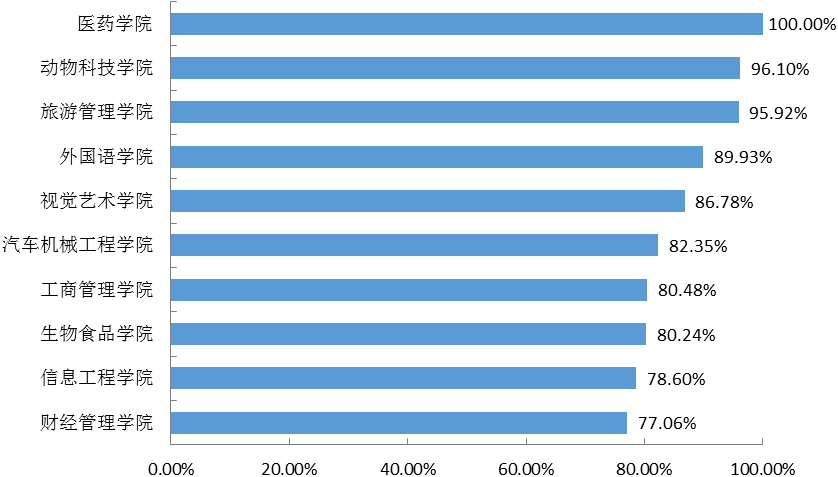 医药学院 100.00%
动物科技学院 96.10%
旅游管理学院 95.92%
外国语学院 89.93%
视觉艺术学院 86.78%
汽车机械工程学院 82.35%
工商管理学院 80.48%
生物食品学院 80.24%
信息工程学院 78.60%
财经管理学院 77.06%
0.00% 20.00% 40.00% 60.00% 80.00% 100.00%